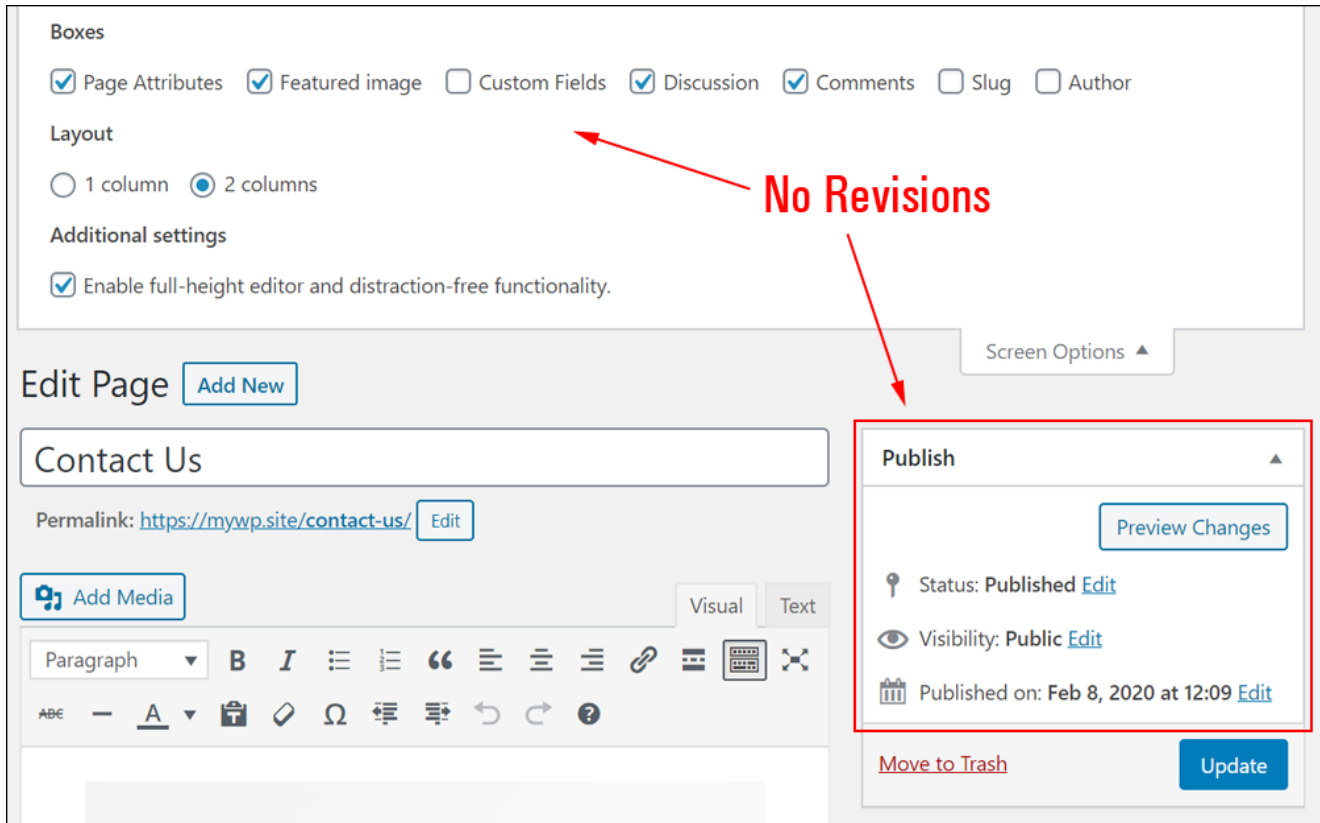 Boxes
Page Attributes Featured image Custom Fields Discussion Comments Slug Author
Layout
1 column 2 columns
No Revisions
Additional settings
Enable full-height editor and distraction-free functionality.
Screen Options
Edit Page Add New
Contact Us
Publish
Permalink: https://mywp.site/contact-us/ Edit
Preview Changes
Status: Published Edit
Add Media
Visual Text
Visibility: Public Edit
Paragraph
Published on: Feb 8, 2020 at 12:09 Edit
Move to Trash Update